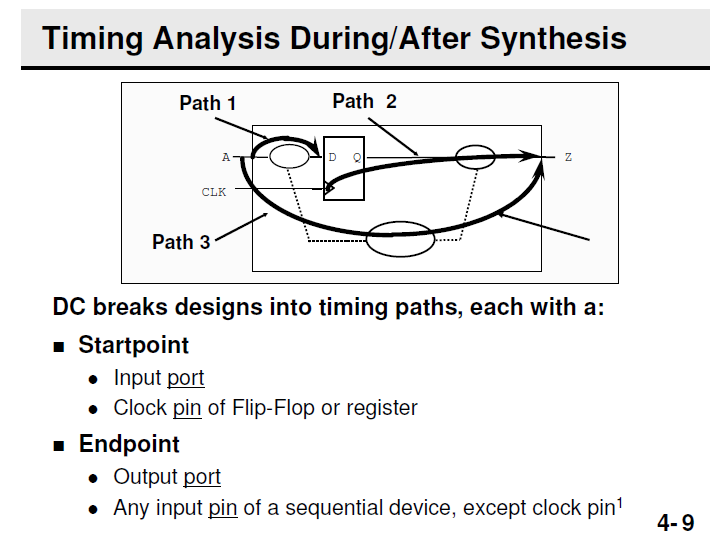 Timing Analysis During/After Synthesis
Path 1
Path 2
A
D Q
Z
CLK
Path 3
DC breaks designs into timing paths, each with a:
■ Startpoint
● Input port
● Clock pin of Flip-Flop or register
■ Endpoint
● Output port
● Any input pin of a sequential device, except clock pin¹
4- 9